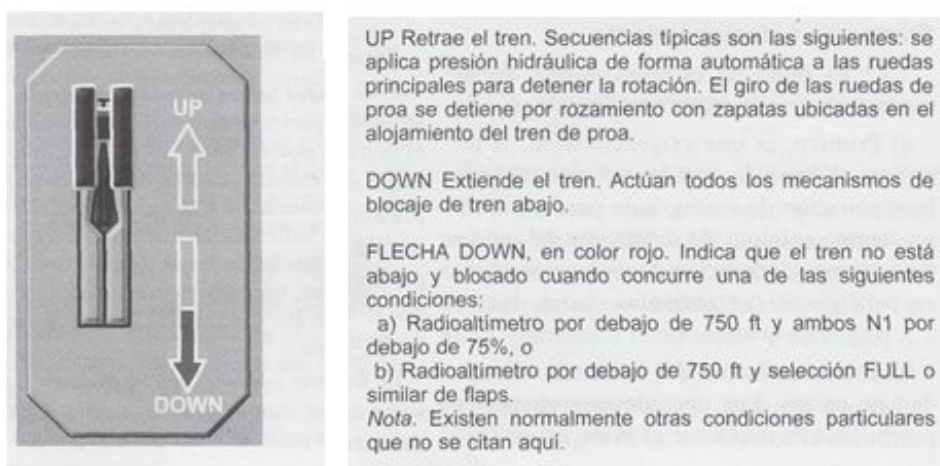 UP
DOWN
UP Retrae el tren. Secuencias típicas son las siguientes: se
aplica presión hidráulica de forma automática a las ruedas
principales para detener la rotación. El giro de las ruedas de
proa se detiene por rozamiento con zapatas ubicadas en el
alojamiento del tren de proa.
DOWN Extiende el tren. Actúan todos los mecanismos de
blocaje de tren abajo.
FLECHA DOWN, en color rojo. Indica que el tren no está
abajo y blocado cuando concurre una de las siguientes
condiciones:
a) Radioaltímetro por debajo de 750 ft y ambos N1 por
debajo de 75%, o
b) Radioaltímetro por debajo de 750 ft y selección FULL o
similar de flaps.
Nota. Existen normalmente otras condiciones particulares
que no se citan aquí.